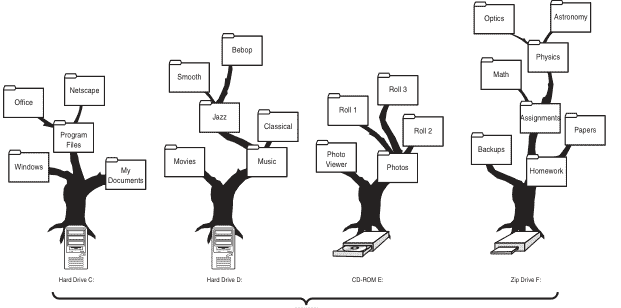 Office
Netscape
Program
Files
Windows
My
Documents
Hard Drive C:
Bebop
Smooth
Jazz
Classical
Movies
Music
Hard Drive D:
Roll 3
Roll 1
Roll 2
Photo
Viewer
Photos
CD-ROM E:
Optics
Astronomy
Physics
Math
Assignments
Papers
Backups
Homework
Zip Drive F: